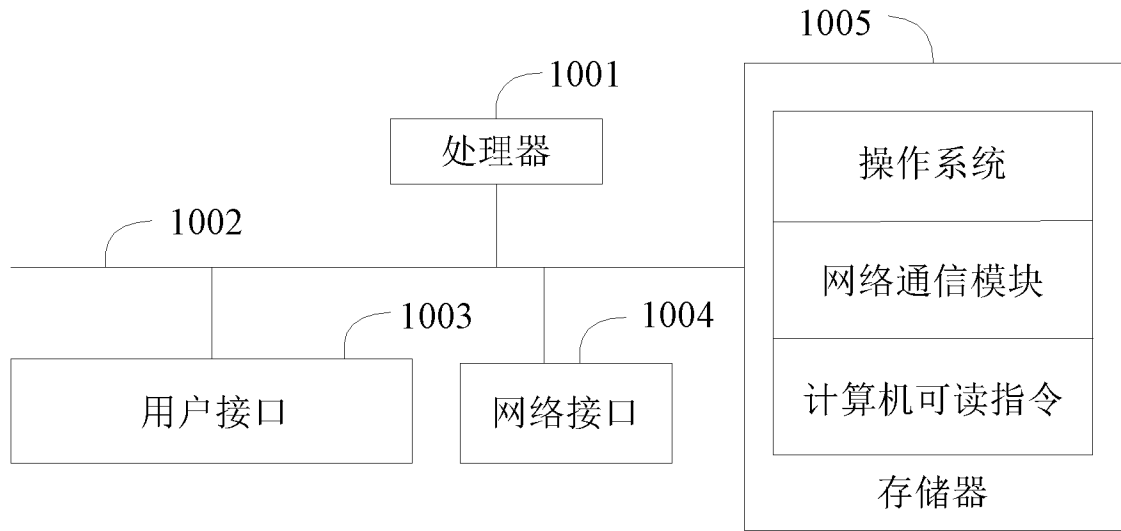 1005
1001
处理器
操作系统
1002
网络通信模块
1003
1004
用户接口
网络接口
计算机可读指令
存储器